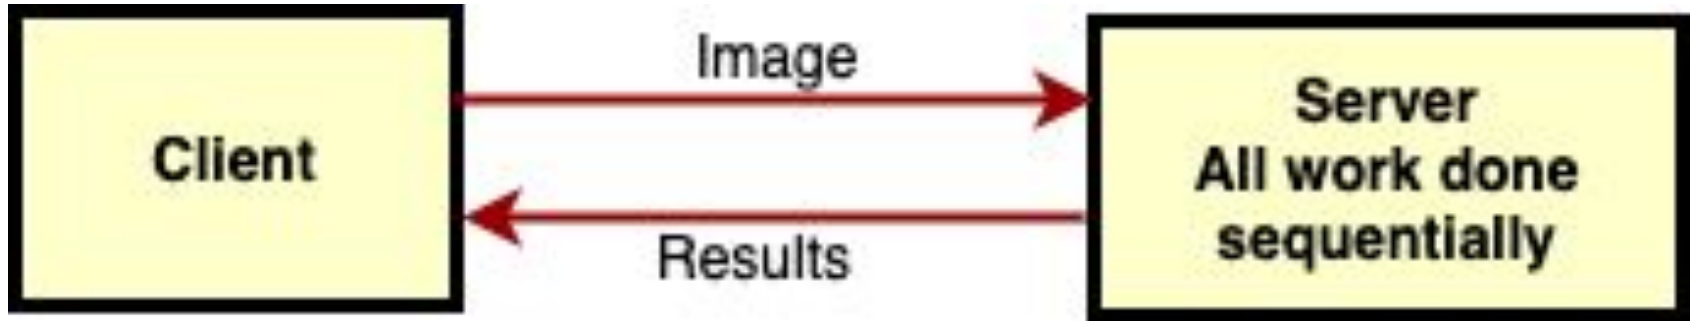 Client
Image
Results
Server
All work done
sequentially